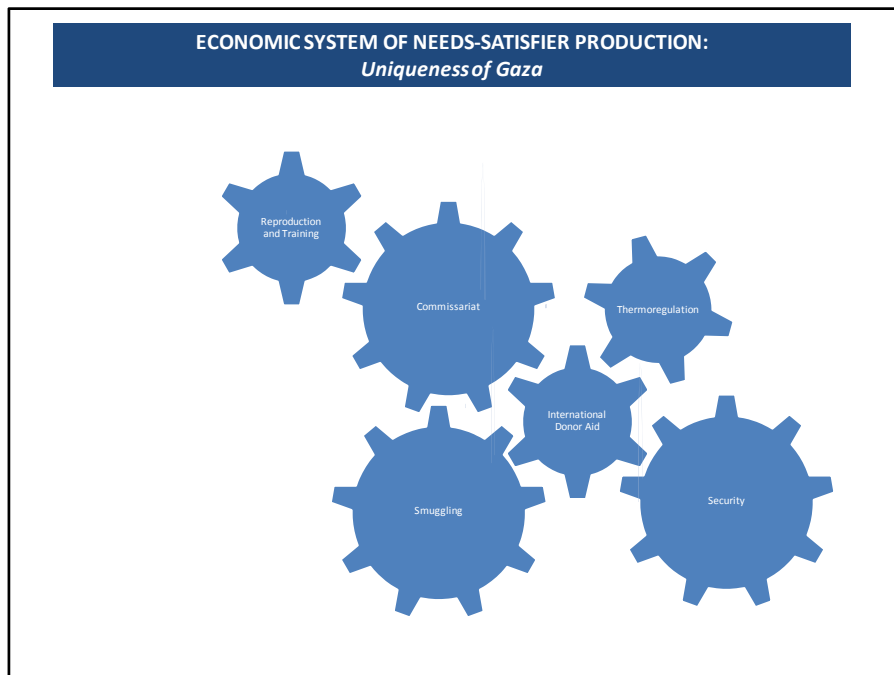 ECONOMIC SYSTEM OF NEEDS-SATISFIER PRODUCTION:
Uniqueness of Gaza
Reproduction
and Training
Commissariat
Thermoregulation
International
Donor Aid
Security
Smuggling